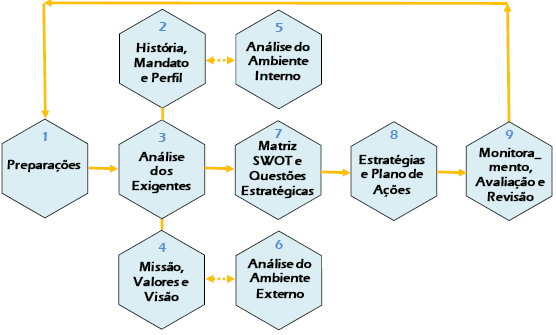 1
Preparações
2
História,
Mandato
e Perfil
3
Análise
dos
Exigentes
4
Missão,
Valores e
Visão
5
Análise do
Ambiente
Interno
6
Análise do
Ambiente
Externo
7
Matriz
SWOT e
Questões
Estratégicas
8
Estratégias
e Plano de
Ações
9
Monitora_
mento,
Avaliação e
Revisão